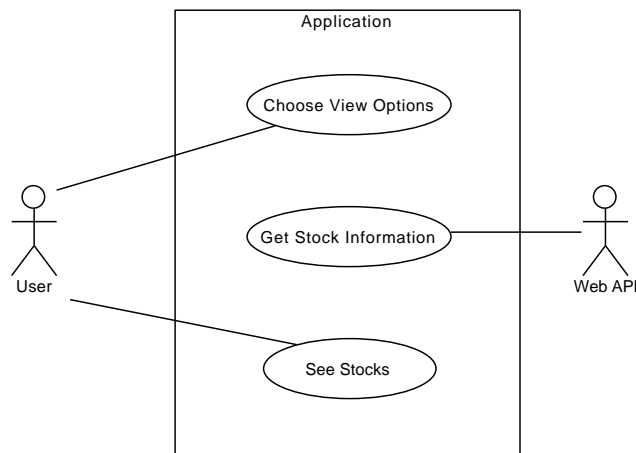 Application
Choose View Options
Get Stock Information
User
Web API
See Stocks